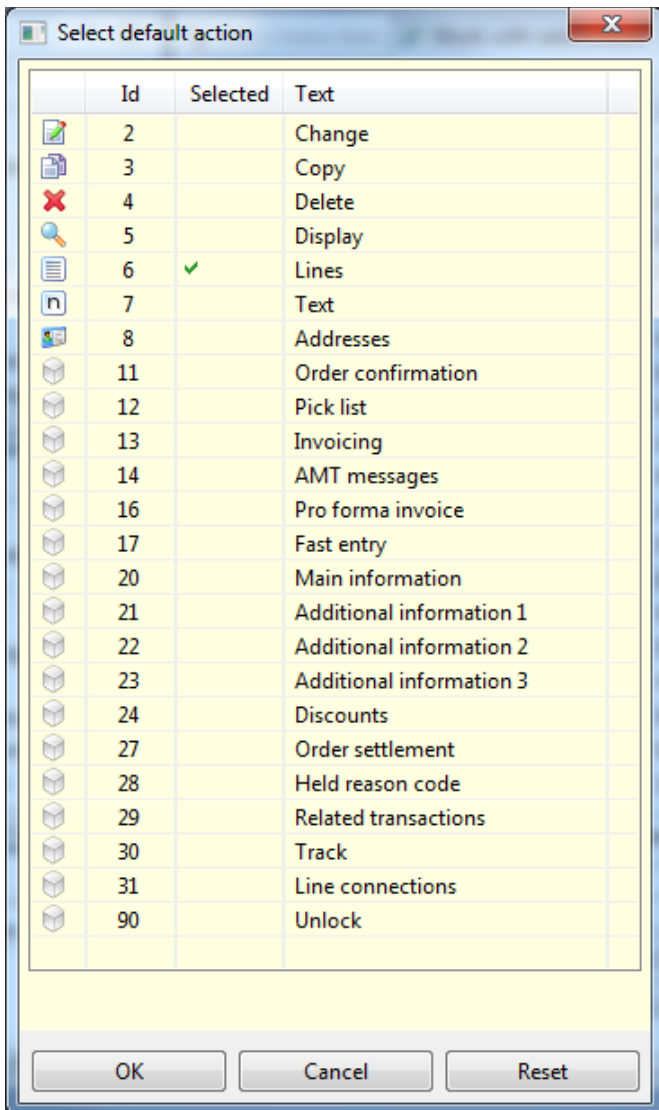 Select default action
Id Selected Text
2 Change
3 Copy
4 Delete
5 Display
6 Lines
n 7 Text
8 Addresses
11 Order confirmation
12 Pick list
13 Invoicing
14 AMT messages
16 Pro forma invoice
17 Fast entry
20 Main information
21 Additional information 1
22 Additional information 2
23 Additional information 3
24 Discounts
27 Order settlement
28 Held reason code
29 Related transactions
30 Track
31 Line connections
90 Unlock
OK Cancel Reset